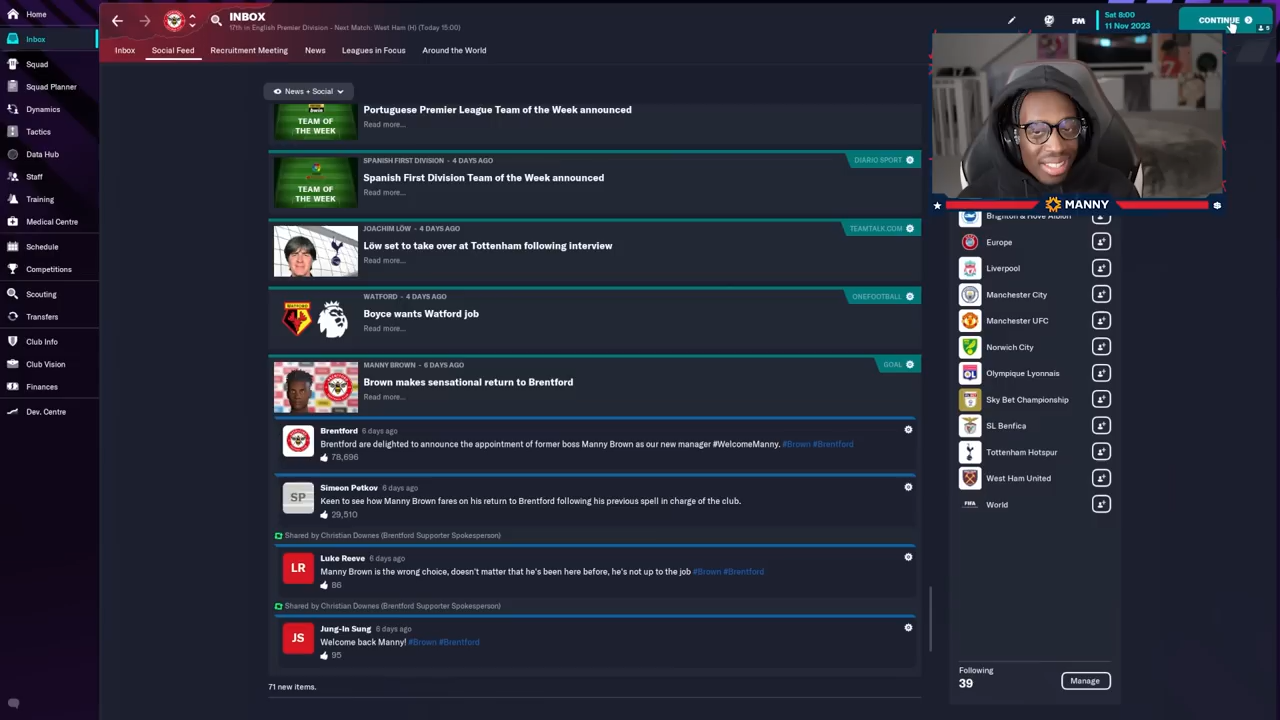 Home
INBOX
17th in English Premier Division - Next Match: West Ham (H) (Today 15:00)
FM
Sat 8:00
11 Nov 2023
CONTINUE
5
Inbox
Squad
Squad Planner
Dynamics
Tactics
Data Hub
Staff
Training
Medical Centre
Schedule
Competitions
Scouting
Transfers
Club Info
Club Vision
Finances
Dev. Centre
Inbox
Social Feed
Recruitment Meeting
News
Leagues in Focus
Around the World
News + Social
TEAM OF
THE WEEK
Portuguese Premier League Team of the Week announced
Read more...
TEAM OF
THE WEEK
SPANISH FIRST DIVISION - 4 DAYS AGO
DIARIO SPORT
Spanish First Division Team of the Week announced
Read more...
JOACHIM LÖW - 4 DAYS AGO
TEAMTALK.COM
Löw set to take over at Tottenham following interview
Read more...
WATFORD - 4 DAYS AGO
ONEFOOTBALL
Boyce wants Watford job
Read more...
MANNY BROWN - 6 DAYS AGO
GOAL
Brown makes sensational return to Brentford
Read more...
Brentford 6 days ago
Brentford are delighted to announce the appointment of former boss Manny Brown as our new manager #WelcomeManny. #Brown #Brentford
78,696
SP
Simeon Petkov 6 days ago
Keen to see how Manny Brown fares on his return to Brentford following his previous spell in charge of the club.
29,510
Shared by Christian Downes (Brentford Supporter Spokesperson)
LR
Luke Reeve 6 days ago
Manny Brown is the wrong choice, doesn't matter that he's been here before, he's not up to the job #Brown #Brentford
86
Shared by Christian Downes (Brentford Supporter Spokesperson)
JS
Jung-In Sung 6 days ago
Welcome back Manny! #Brown #Brentford
95
71 new items.
MANNY
Brighton & Hove Albion
Europe
Liverpool
Manchester City
Manchester UFC
Norwich City
Olympique Lyonnais
Sky Bet Championship
SL Benfica
Tottenham Hotspur
West Ham United
FIFA
World
Following
39
Manage